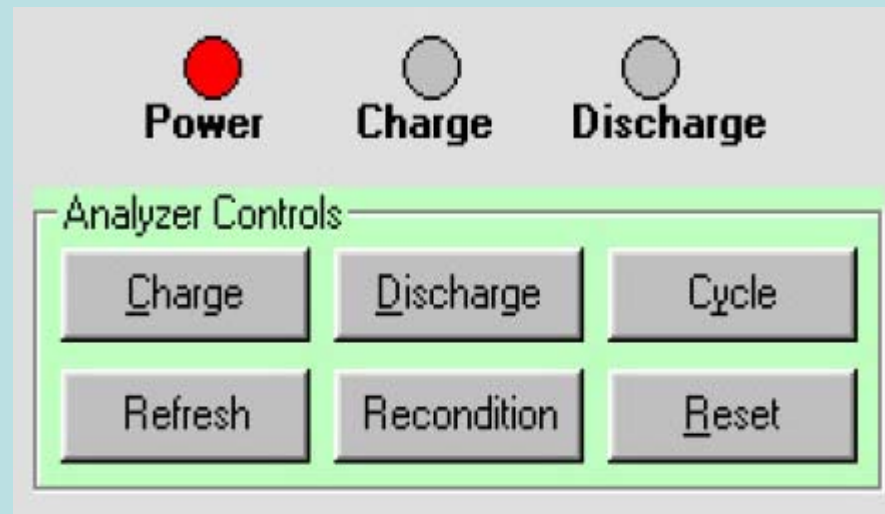 Power Charge Discharge
Analyzer Controls
Charge Discharge Cycle
Refresh Recondition Reset